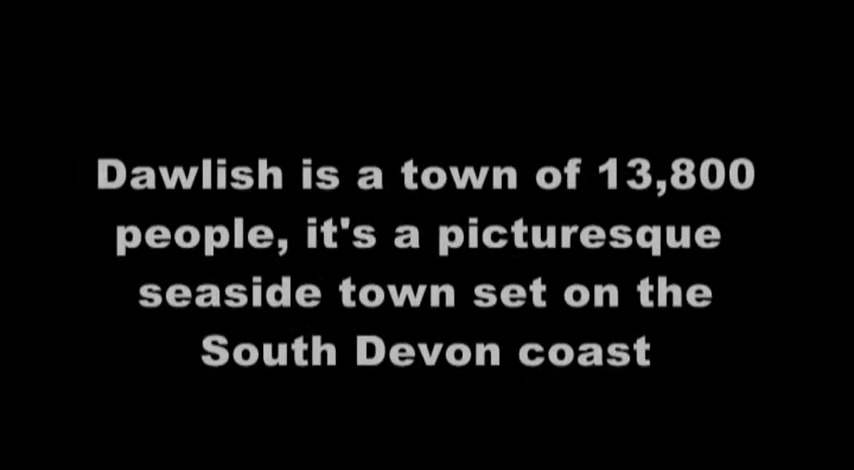 Dawlish is a town of 13,800
people, it's a picturesque
seaside town set on the
South Devon coast